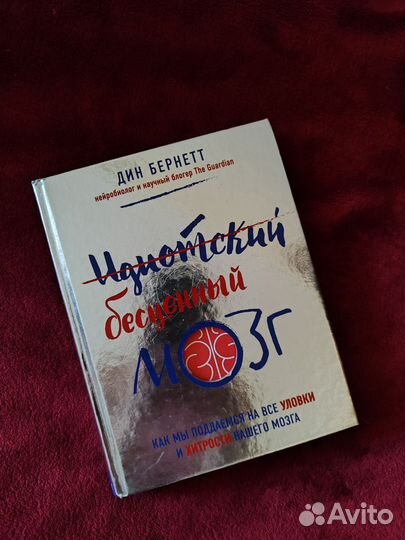 ДИН БЕРНЕТТ
нейробиолог и научный блогер The Guardian
Идиотский
бесценный
МОЗГ
КАК МЫ ПОДДАЕМСЯ НА ВСЕ УЛОВКИ
И ХИТРОСТИ НАШЕГО МОЗГА
Avito